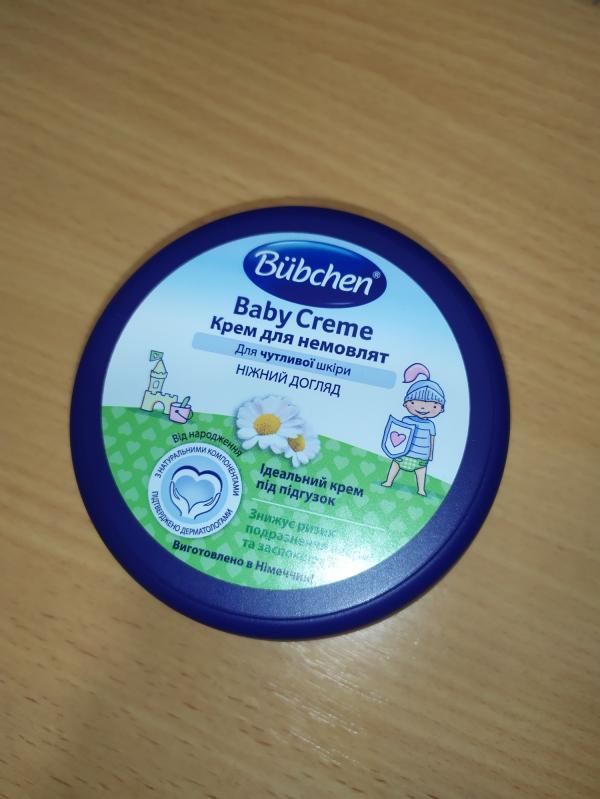 Bübchen®
Baby Creme
Крем для немовлят
Для чутливої шкіри
НІЖНИЙ ДОГЛЯД
Від народження
З НАТУРАЛЬНИМИ КОМПОНЕНТАМИ
ПІДТВЕРДЖЕНО ДЕРМАТОЛОГАМИ
Ідеальний крем
під підгузок
Знижує ризик
подразнення
та
Виготовлено в Німеччині